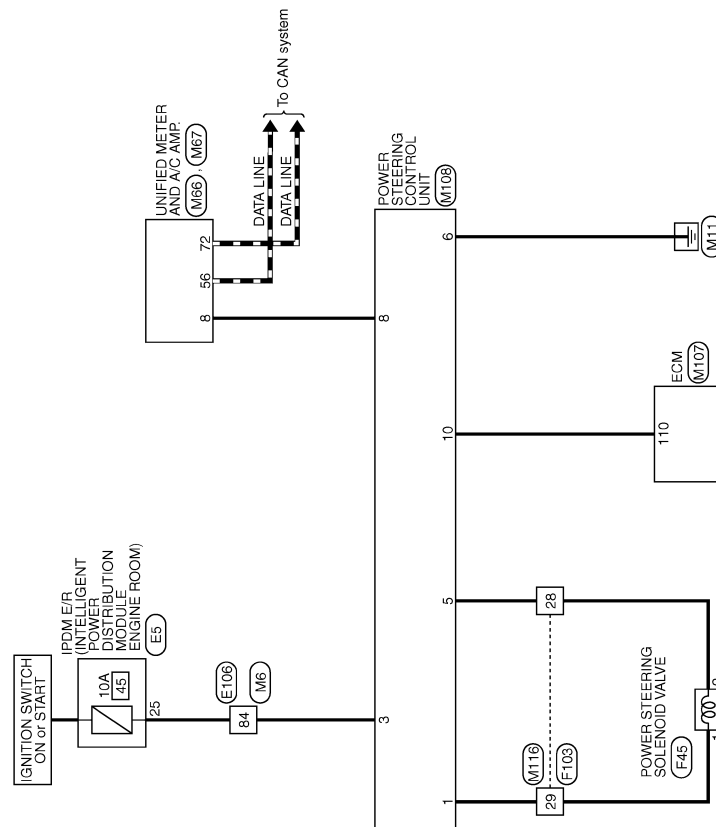 IGNITION SWITCH
ON or START
IPDM E/R
(INTELLIGENT
POWER
DISTRIBUTION
MODULE
ENGINE ROOM)
E5
10A
45
25
E106
84
M6
3
UNIFIED METER
AND A/C AMP.
M66 , M67
8
56
72
DATA LINE
DATA LINE
To CAN system
8
POWER
STEERING
CONTROL
UNIT
M108
1
5
10
6
M116
29
F103
28
POWER STEERING
SOLENOID VALVE
F45
ECM
M107
110